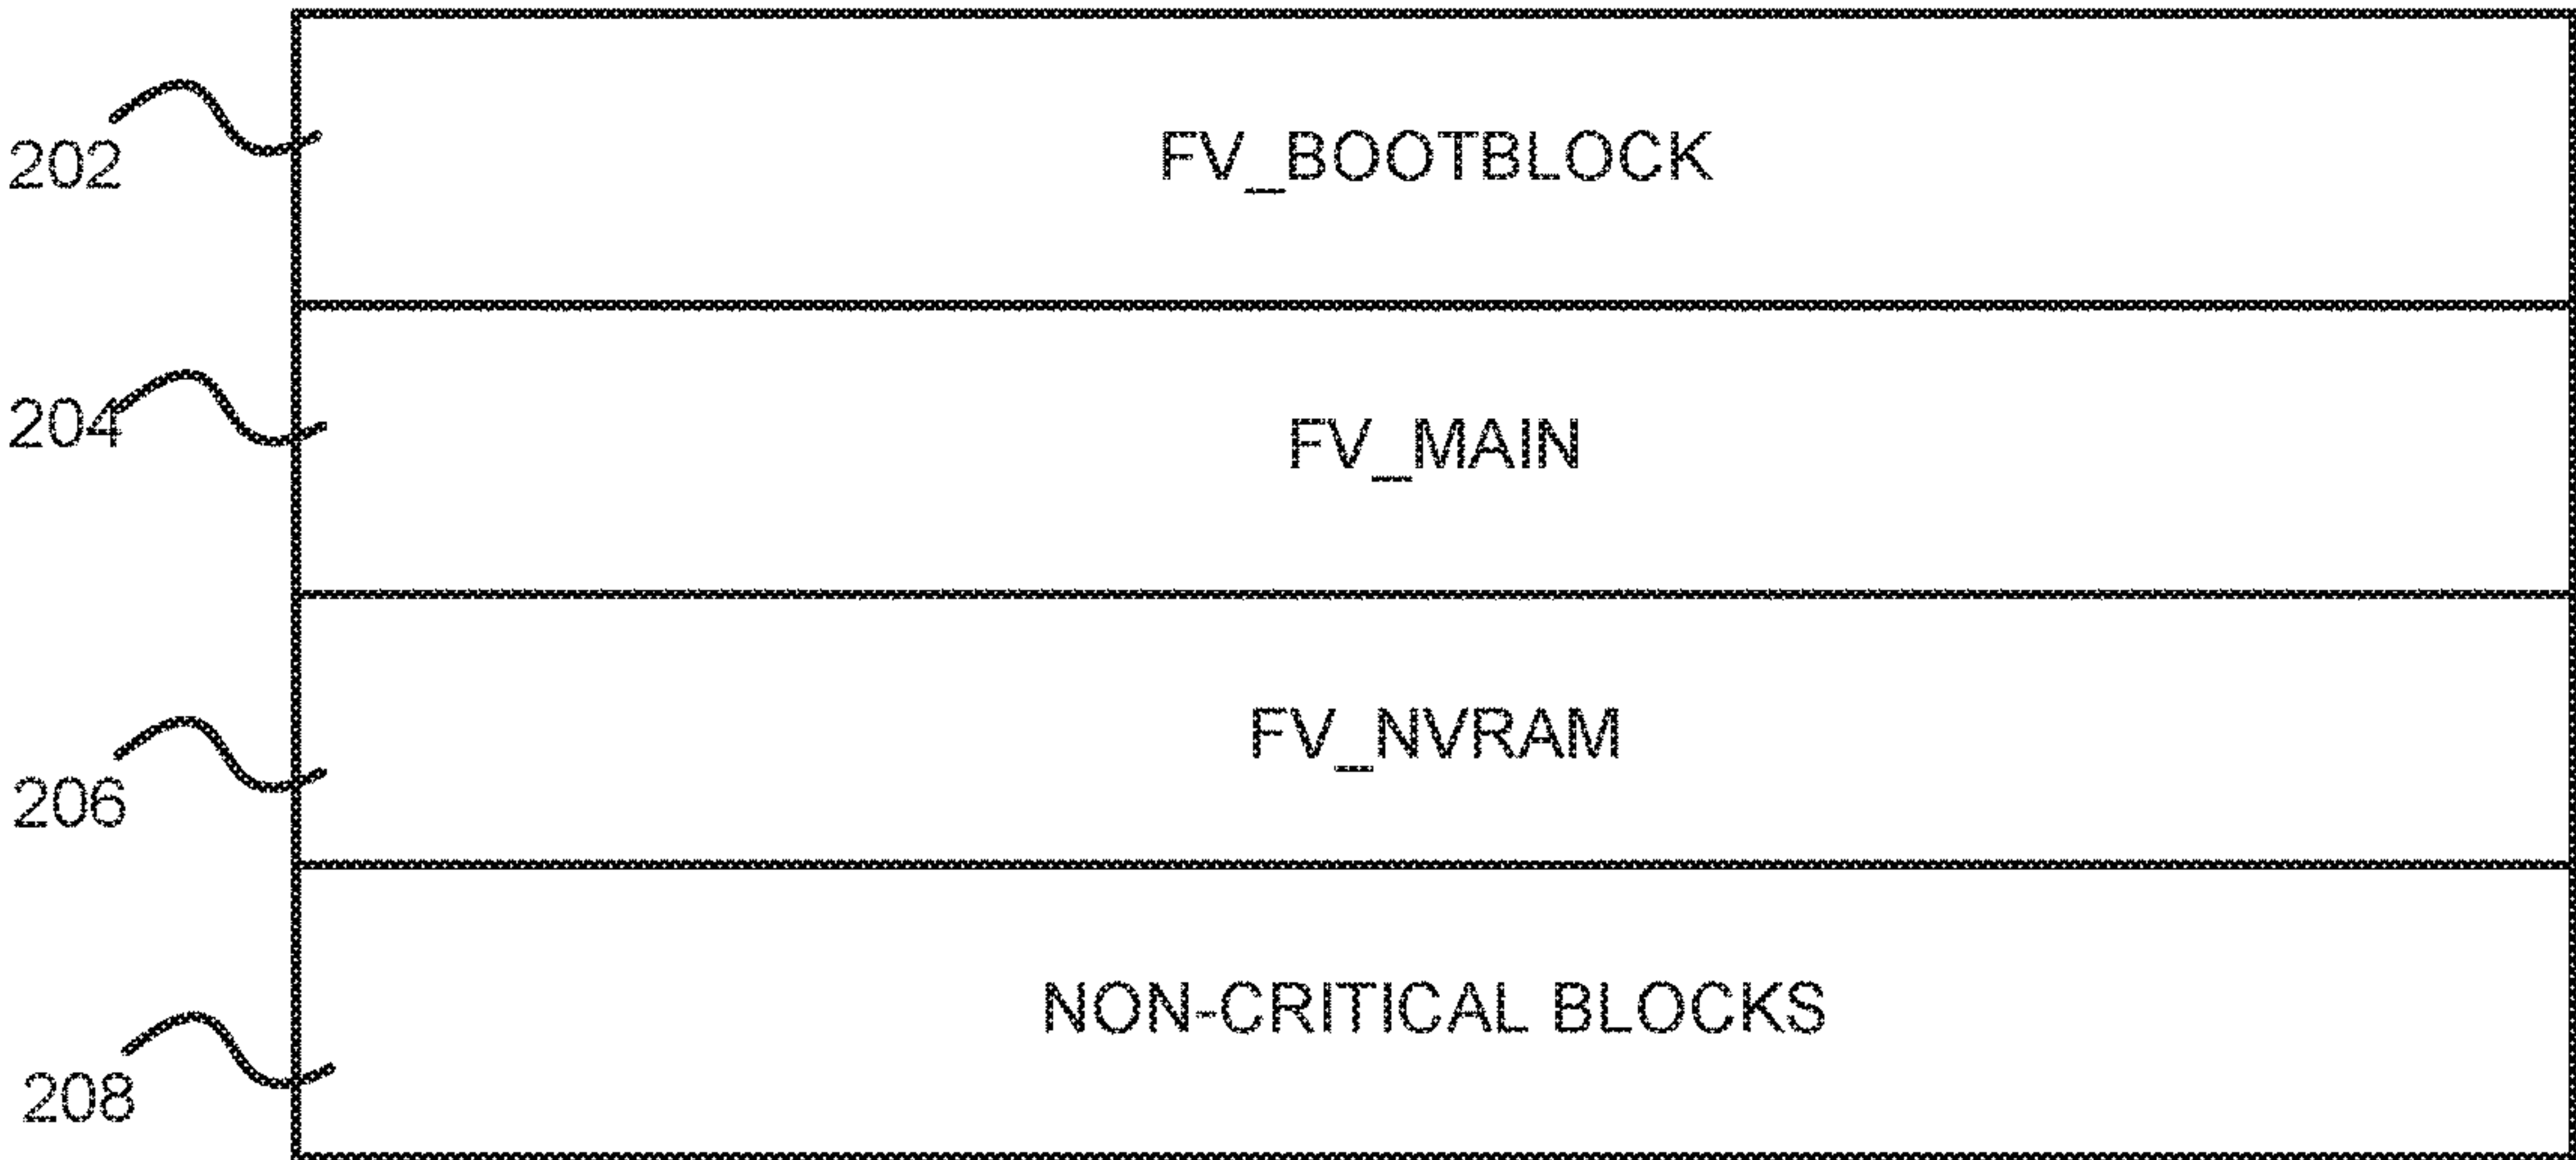 202
FV_BOOTBLOCK
204
FV_MAIN
206
FV_NVRAM
208
NON-CRITICAL BLOCKS